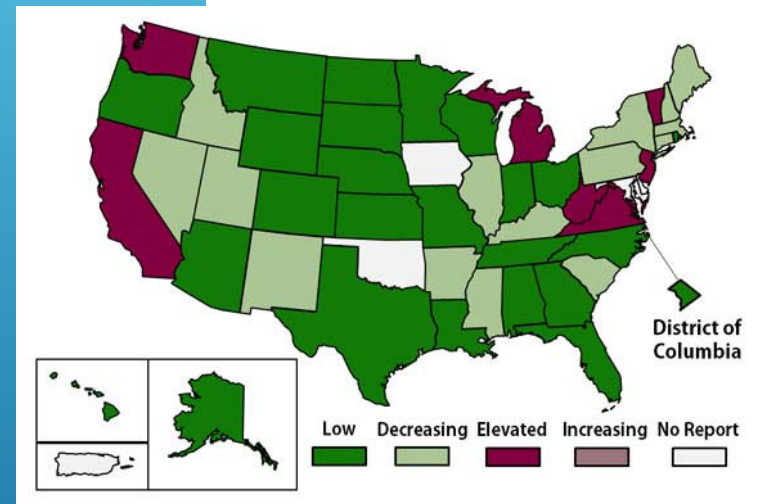 District of
Columbia
Low Decreasing Elevated Increasing No Report